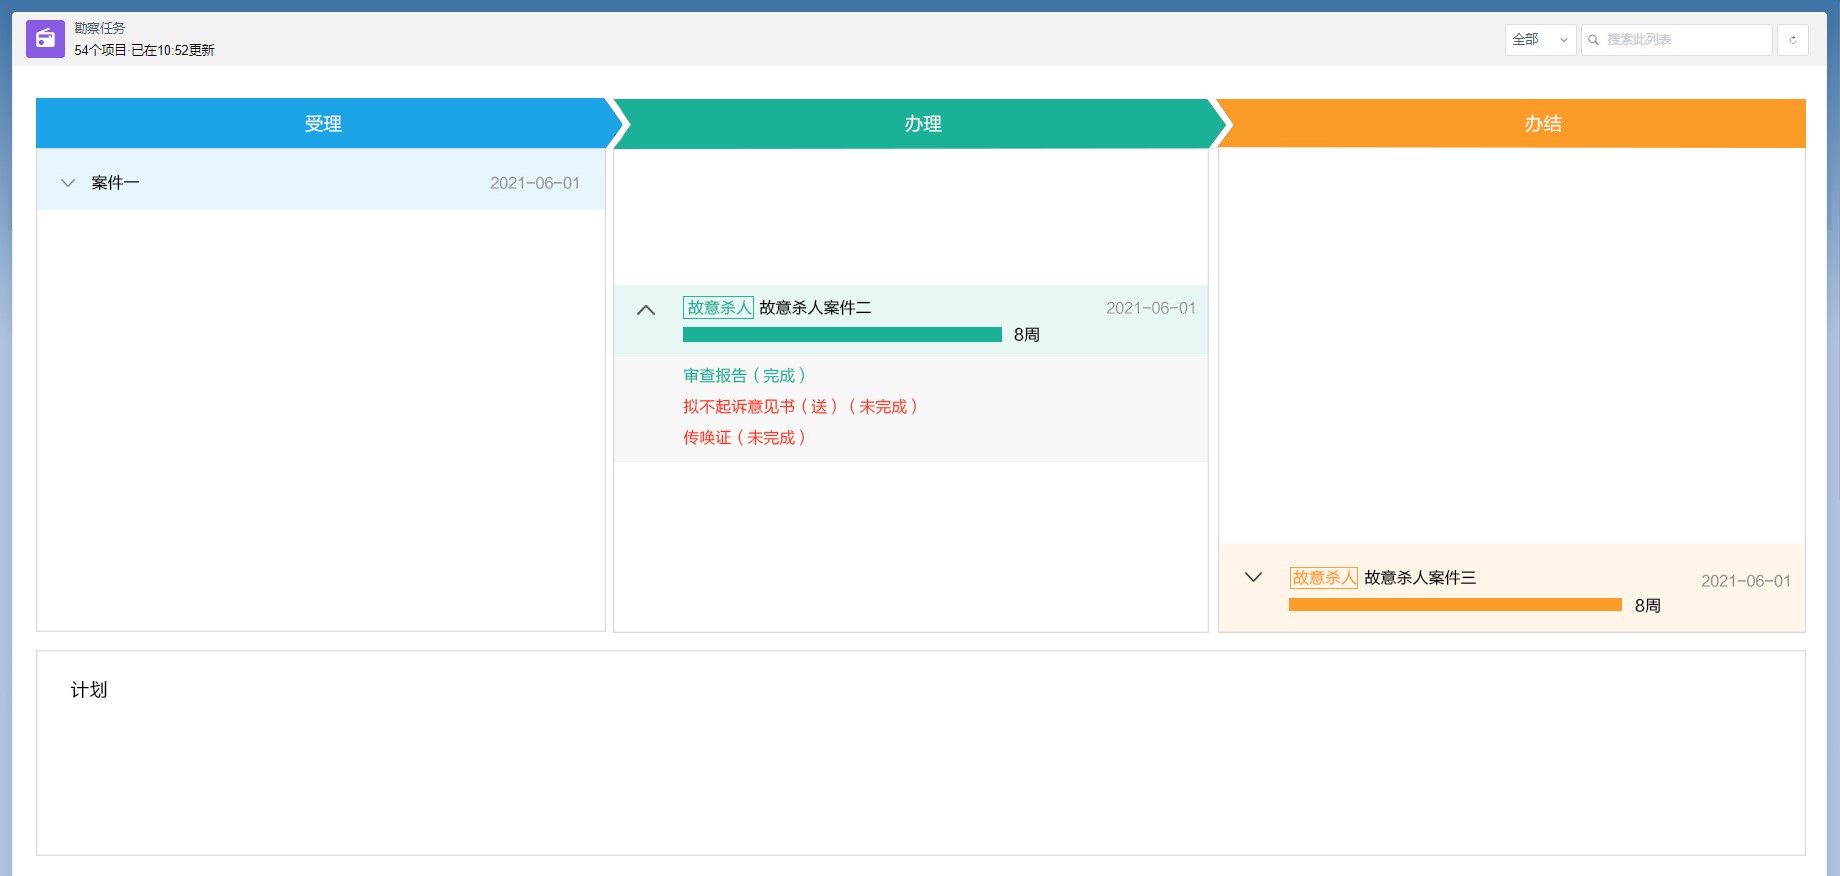 勘察任务
54个项目·已在10:52更新
全部
搜索此列表
受理
办理
办结
案件一
2021-06-01
故意杀人 故意杀人案件二
2021-06-01
8周
审查报告（完成）
拟不起诉意见书（送）（未完成）
传唤证（未完成）
故意杀人 故意杀人案件三
2021-06-01
8周
计划